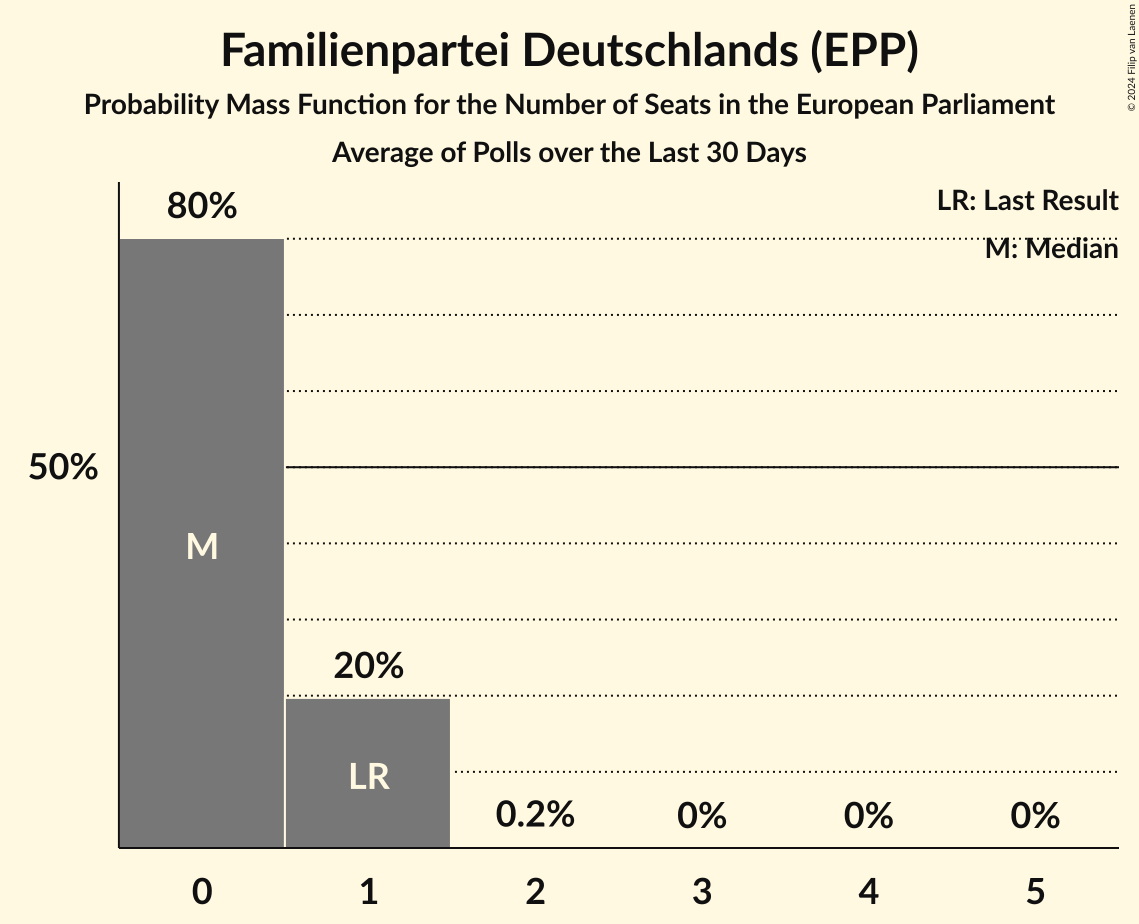 Familienpartei Deutschlands (EPP)
Probability Mass Function for the Number of Seats in the European Parliament
Average of Polls over the Last 30 Days
© 2024 Filip van Laenen
LR: Last Result
M: Median
80%
50%
M
20%
LR
0.2%
0%
0%
0%
0 1 2 3 4 5